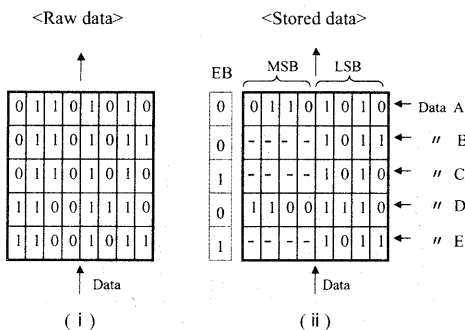 <Raw data>
0 1 1 0 1 0 1 0
0 1 1 0 1 0 1 1
0 1 1 0 1 0 1 0
1 1 0 0 1 1 1 0
1 1 0 0 1 0 1 1
Data
( i )
<Stored data>
EB MSB LSB
0 0 1 1 0 1 0 1 0 Data A
0 - - - - 1 0 1 1 〃 B
1 - - - - 1 0 1 0 〃 C
0 1 1 0 0 1 1 1 0 〃 D
1 - - - - 1 0 1 1 〃 E
Data
( ii )